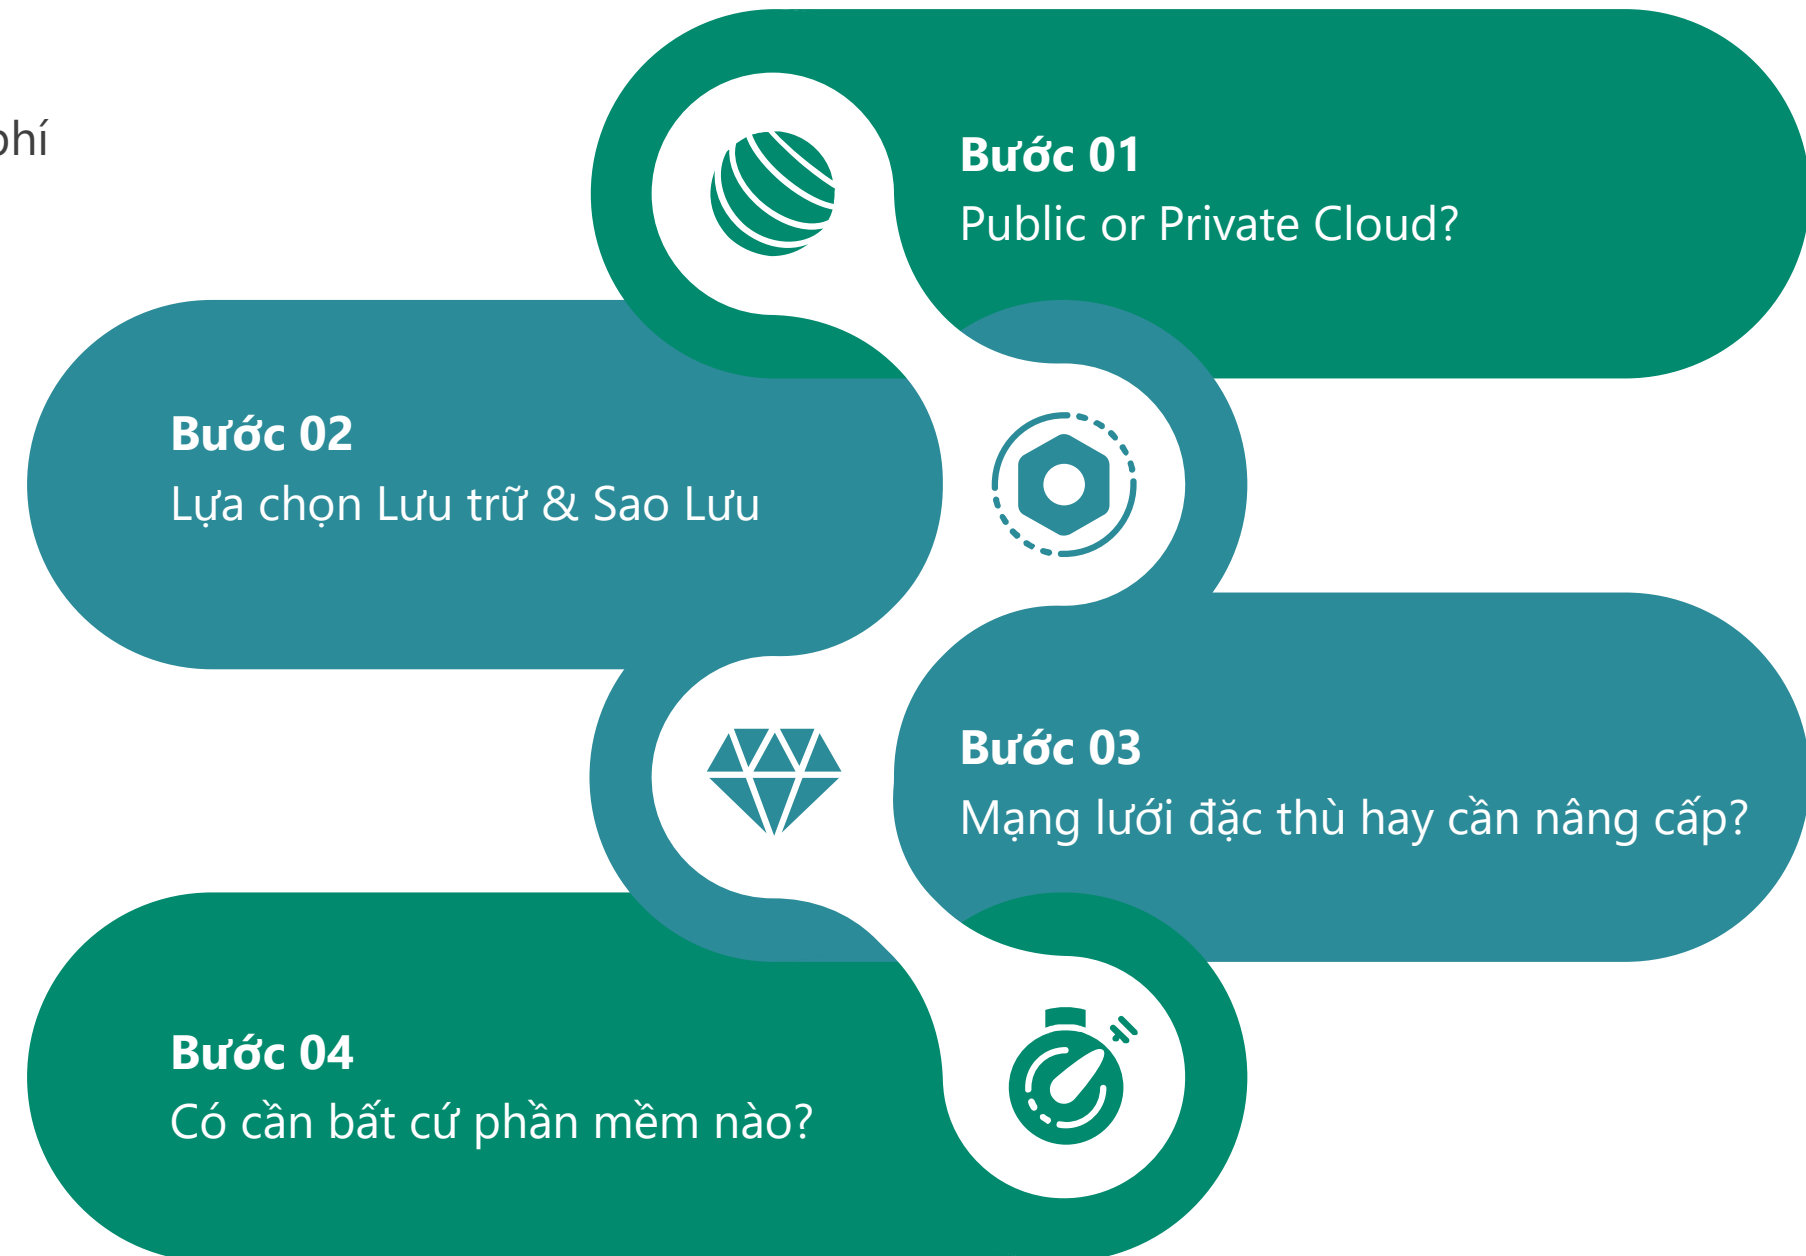 Bước 01
Public or Private Cloud?
Bước 02
Lựa chọn Lưu trữ & Sao Lưu
Bước 03
Mạng lưới đặc thù hay cần nâng cấp?
Bước 04
Có cần bất cứ phần mềm nào?